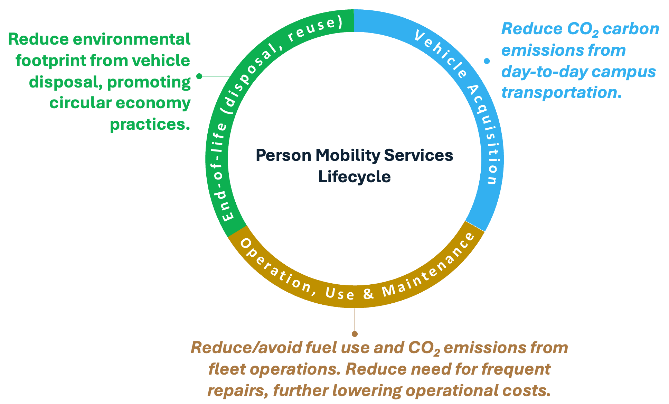 Reduce environmental
footprint from vehicle
disposal, promoting
circular economy
practices.
End-of-life (disposal, reuse)
Vehicle Acquisition
Reduce CO₂ carbon
emissions from
day-to-day campus
transportation.
Person Mobility Services
Lifecycle
Operation, Use & Maintenance
Reduce/avoid fuel use and CO₂ emissions from
fleet operations. Reduce need for frequent
repairs, further lowering operational costs.